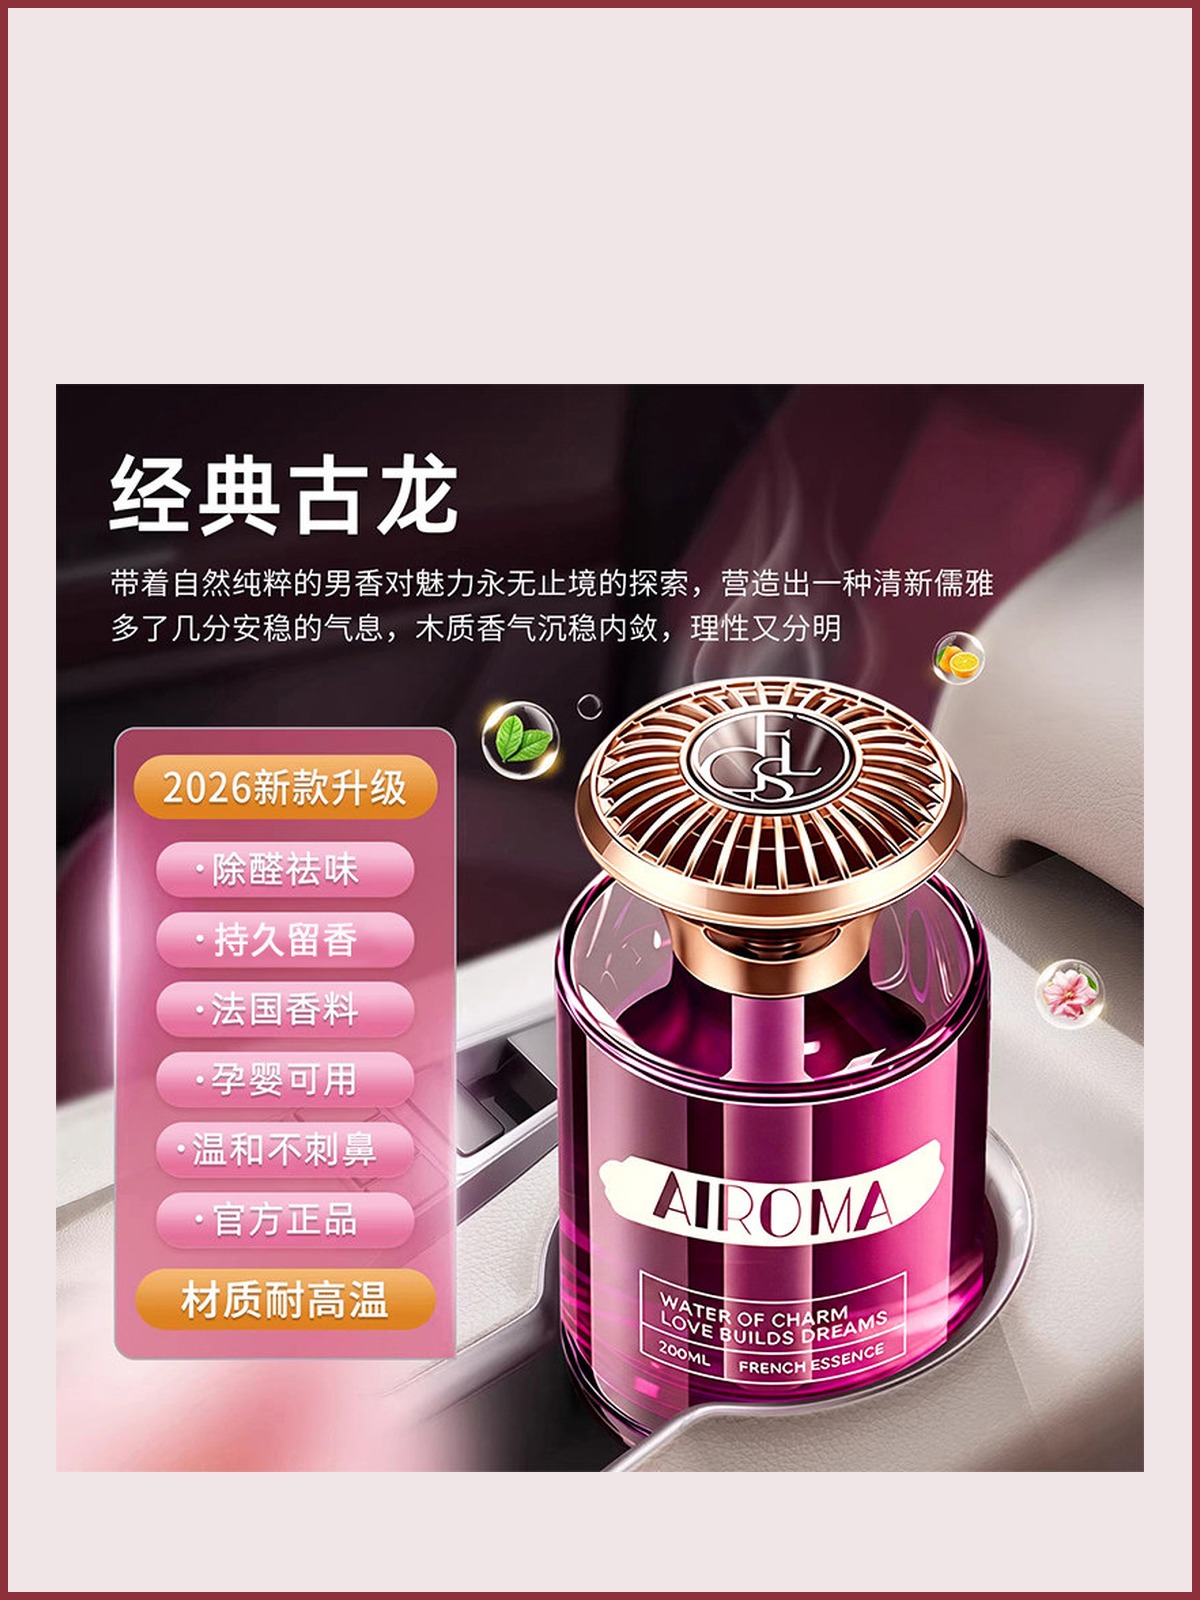 经典古龙
带着自然纯粹的男香对魅力永无止境的探索，营造出一种清新儒雅
多了几分安稳的气息，木质香气沉稳内敛，理性又分明
2026新款升级
·除醛祛味
·持久留香
·法国香料
·孕婴可用
·温和不刺鼻
·官方正品
材质耐高温
AIROMA
WATER OF CHARM
LOVE BUILDS DREAMS
200ML FRENCH ESSENCE